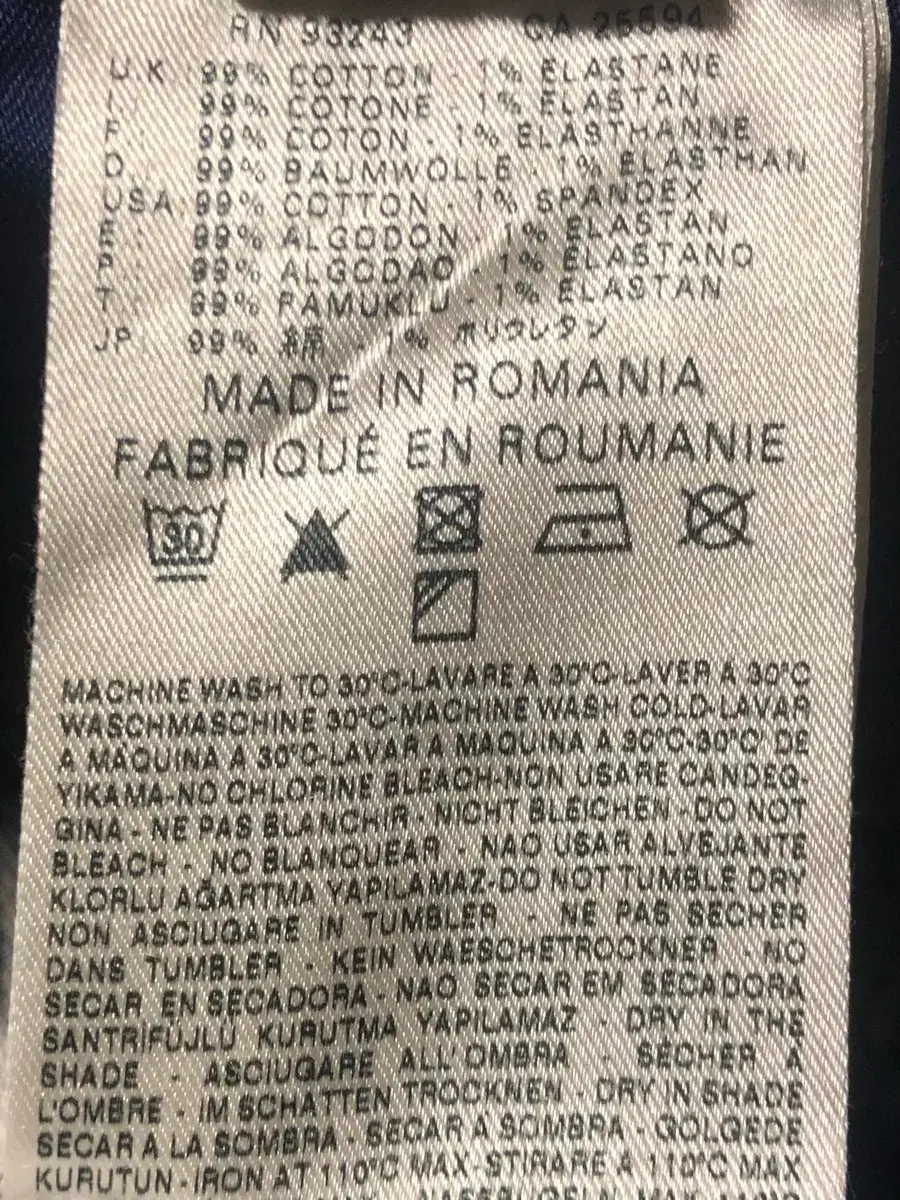 RN 93243 CA 25694
UK 99% COTTON - 1% ELASTANE
I.: 99% COTONE - 1% ELASTAN
F.: 99% COTON - 1% ELASTHANNE
D.: 99% BAUMWOLLE - 1% ELASTHAN
USA 99% COTTON - 1% SPANDEX
E.: 99% ALGODON - 1% ELASTAN
P.: 99% ALGODAO - 1% ELASTANO
T.: 99% PAMUKLU - 1% ELASTAN
JP 99% 綿 - 1% ポリウレタン
MADE IN ROMANIA
FABRIQUÉ EN ROUMANIE
30
MACHINE WASH TO 30°C-LAVARE A 30°C-LAVER A 30°C
WASCHMASCHINE 30°C-MACHINE WASH COLD-LAVAR
A MAQUINA A 30°C-LAVAR A MAQUINA A 30°C-30°C' DE
YIKAMA-NO CHLORINE BLEACH-NON USARE CANDEG-
GINA - NE PAS BLANCHIR - NICHT BLEICHEN - DO NOT
BLEACH - NO BLANQUEAR - NAO USAR ALVEJANTE
KLORLU AĞARTMA YAPILAMAZ-DO NOT TUMBLE DRY
NON ASCIUGARE IN TUMBLER - NE PAS SECHER
DANS TUMBLER - KEIN WAESCHETROCKNER - NO
SECAR EN SECADORA - NAO SECAR EM SECADORA
SANTRİFÜJLÜ KURUTMA YAPILAMAZ - DRY IN THE
SHADE - ASCIUGARE ALL'OMBRA - SÉCHER À
L'OMBRE - IM SCHATTEN TROCKNEN - DRY IN SHADE
SECAR A LA SOMBRA - SECAR A SOMBRA - GOLGEDE
KURUTUN - IRON AT 110°C MAX-STIRARE A 110°C MAX